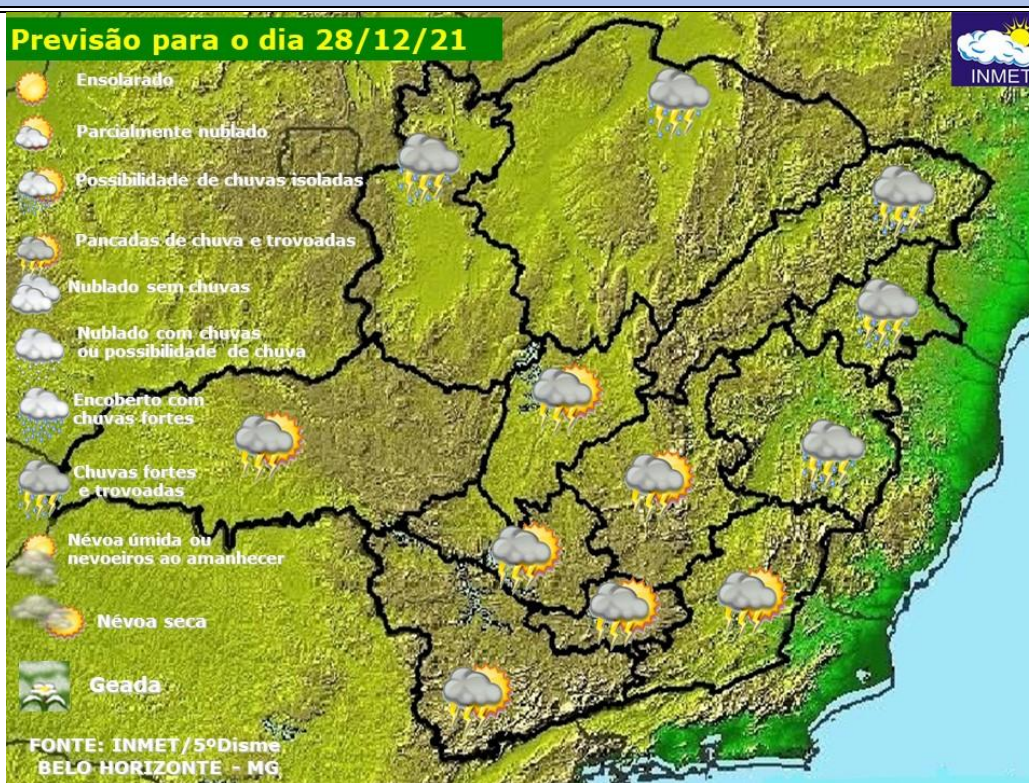 Previsão para o dia 28/12/21
INMET
Ensolarado
Parcialmente nublado
Possibilidade de chuvas isoladas
Pancadas de chuva e trovoadas
Nublado sem chuvas
Nublado com chuvas
ou possibilidade de chuva
Encoberto com
chuvas fortes
Chuvas fortes
e trovoadas
Névoa úmida ou
nevoeiros ao amanhecer
Névoa seca
Geada
FONTE: INMET/5ºDisme
BELO HORIZONTE - MG